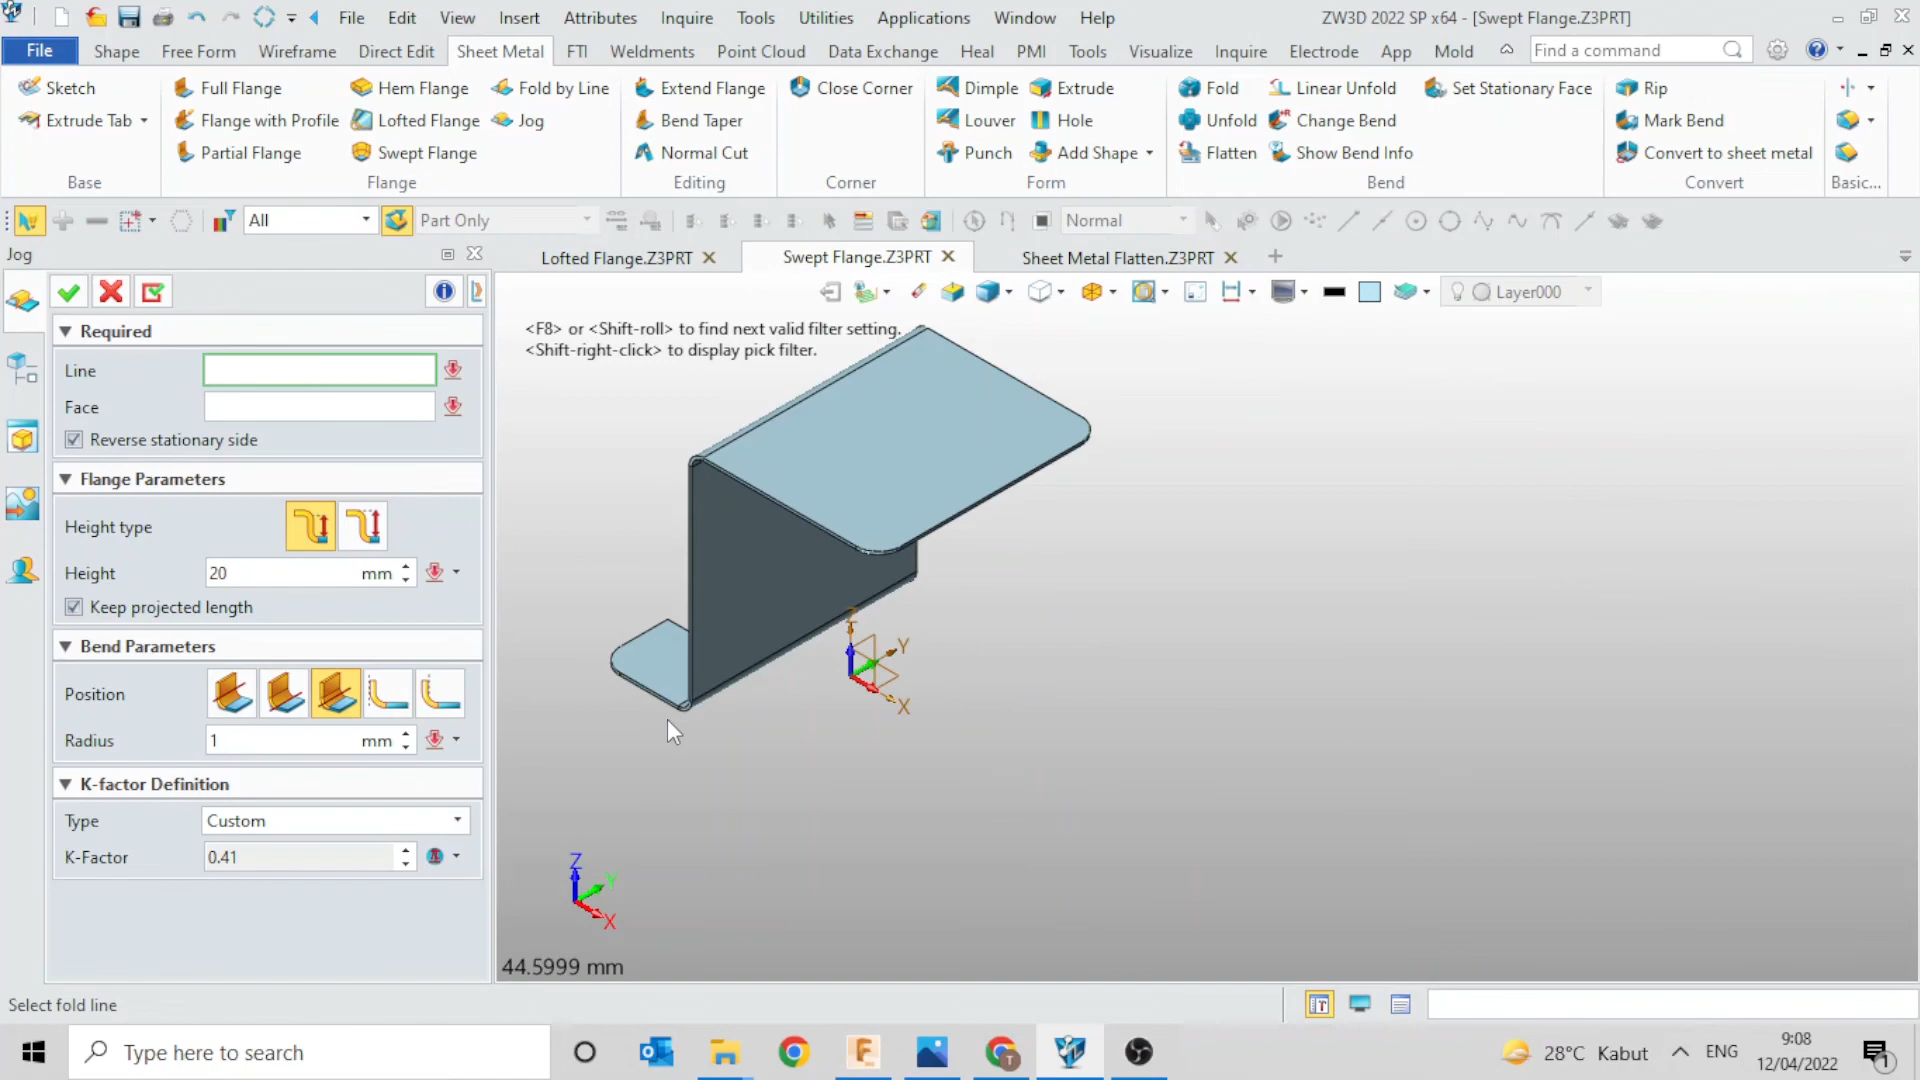 File Edit View Insert Attributes Inquire Tools Utilities Applications Window Help ZW3D 2022 SP x64 - [Swept Flange.Z3PRT]
File Shape Free Form Wireframe Direct Edit Sheet Metal FTI Weldments Point Cloud Data Exchange Heal PMI Tools Visualize Inquire Electrode App Mold Find a command
Sketch Full Flange Hem Flange Fold by Line Extend Flange Close Corner Dimple Extrude Fold Linear Unfold Set Stationary Face Rip
Extrude Tab Flange with Profile Lofted Flange Jog Bend Taper Louver Hole Unfold Change Bend Mark Bend
Partial Flange Swept Flange Normal Cut Punch Add Shape Flatten Show Bend Info Convert to sheet metal
Base Flange Editing Corner Form Bend Convert Basic...
All Part Only Normal
Jog Lofted Flange.Z3PRT Swept Flange.Z3PRT Sheet Metal Flatten.Z3PRT
Layer000
Required
<F8> or <Shift-roll> to find next valid filter setting.
<Shift-right-click> to display pick filter.
Line
Face
Reverse stationary side
Flange Parameters
Height type
Height 20 mm
Keep projected length
Bend Parameters
Position
Radius 1 mm
K-factor Definition
Type Custom
K-Factor 0.41
Z
Y
X
Z
Y
X
44.5999 mm
Select fold line
Type here to search 28°C Kabut ENG 9:08
12/04/2022
1